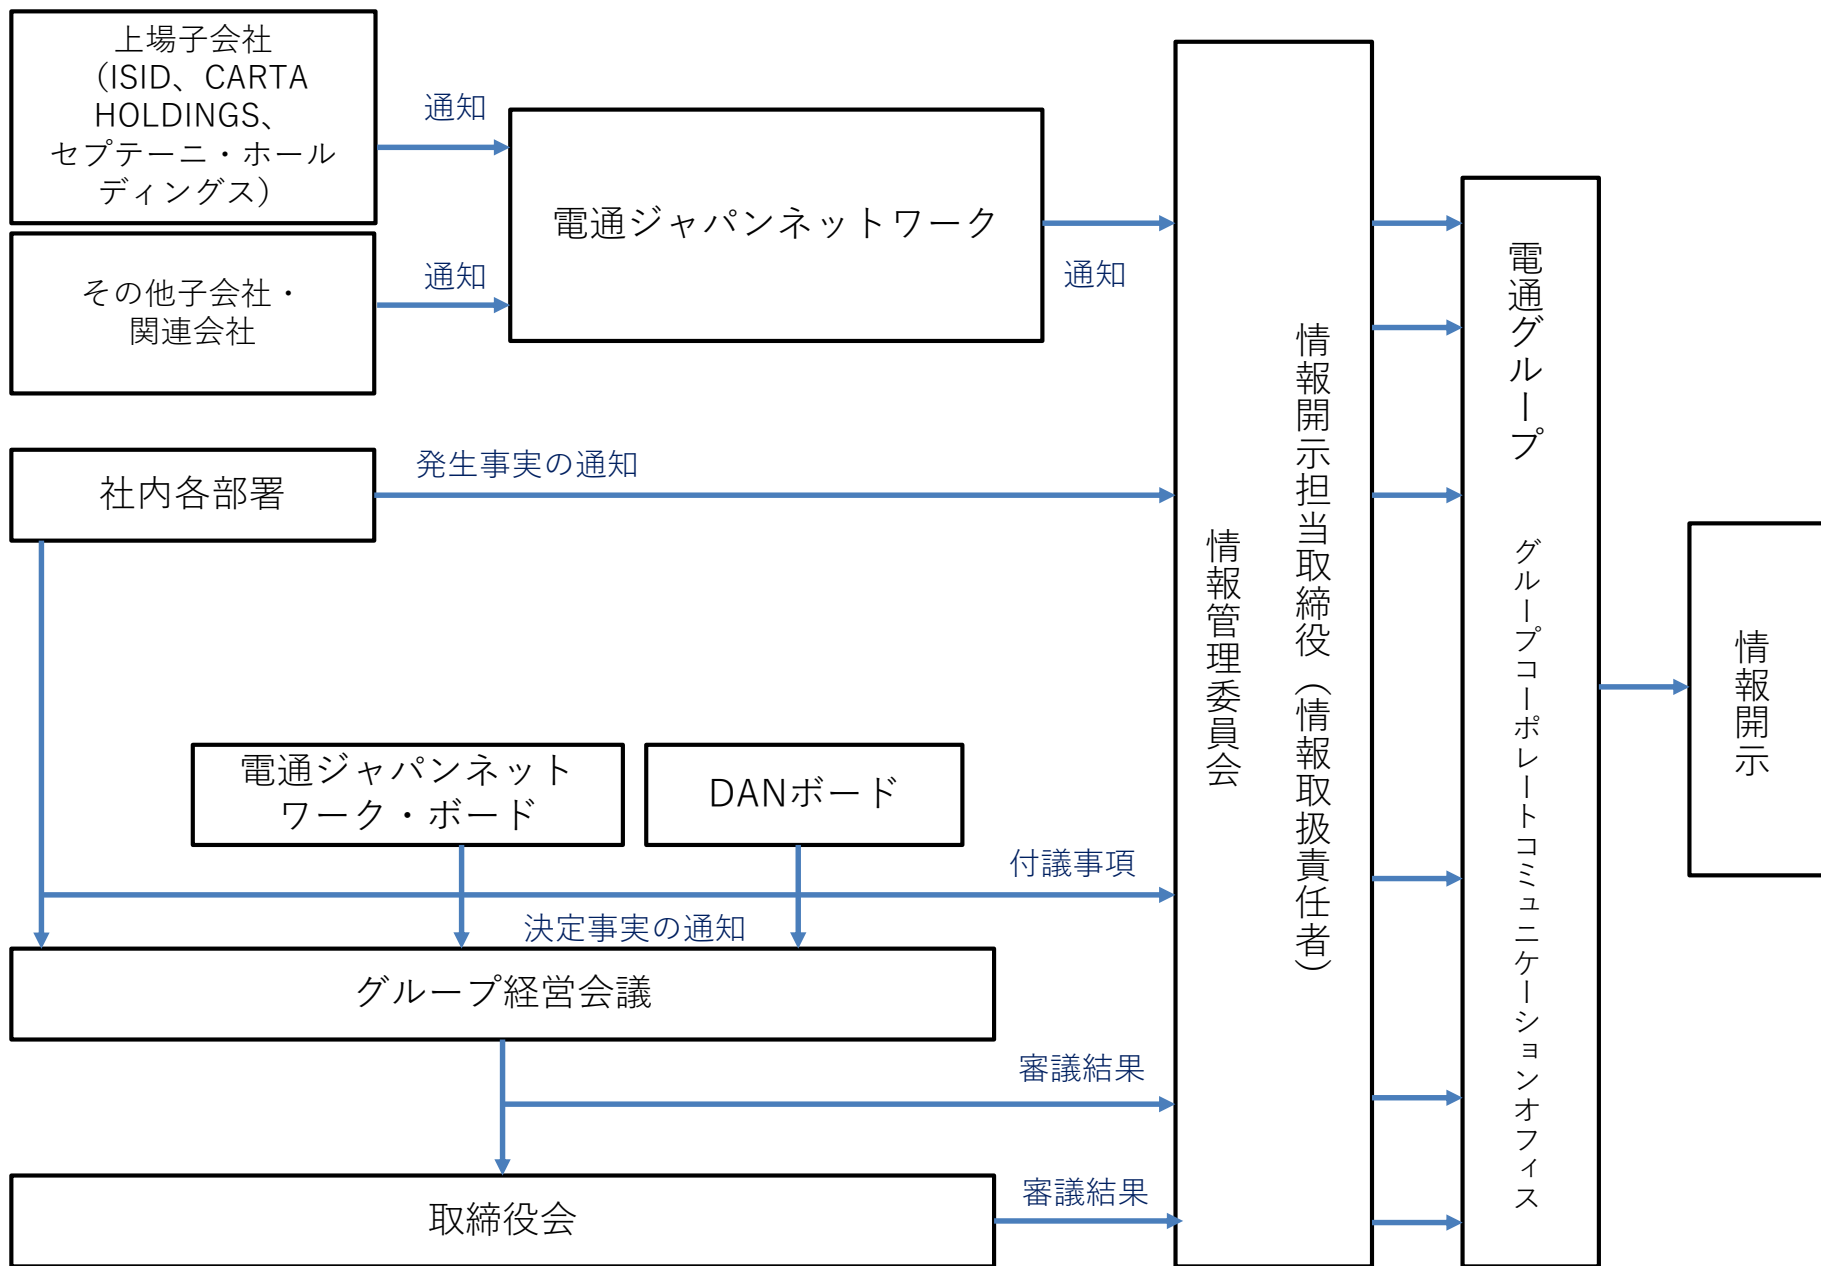 上場子会社
（ISID、CARTA
HOLDINGS、
セプテーニ・ホール
ディングス）
通知
電通ジャパンネットワーク
通知
その他子会社・
関連会社
通知
社内各部署
発生事実の通知
電通ジャパンネット
ワーク・ボード
DANボード
付議事項
決定事実の通知
グループ経営会議
審議結果
取締役会
審議結果
情報開示担当取締役（情報取扱責任者）
情報管理委員会
電通グループ　グループコーポレートコミュニケーションオフィス
情報開示